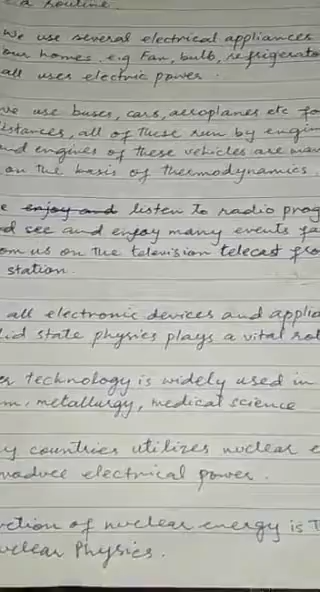 a routine.
we use several electrical appliances
our homes, e.g Fan, bulb, refrigerato
all uses electric power.
we use buses, cars, aeroplanes etc fo
istances, all of these run by engin
nd engines of these vehicles are man
on the basis of thermodynamics.
e enjoy and listen to radio prog
d see and enjoy many events fa
om us on the television telecast fro
station.
all electronic devices and applia
lid state physics plays a vital rol
er technology is widely used in
m, metallurgy, medical science
y countries utilizes nuclear e
roduce electrical power.
ction of nuclear energy is T
uclear Physics.